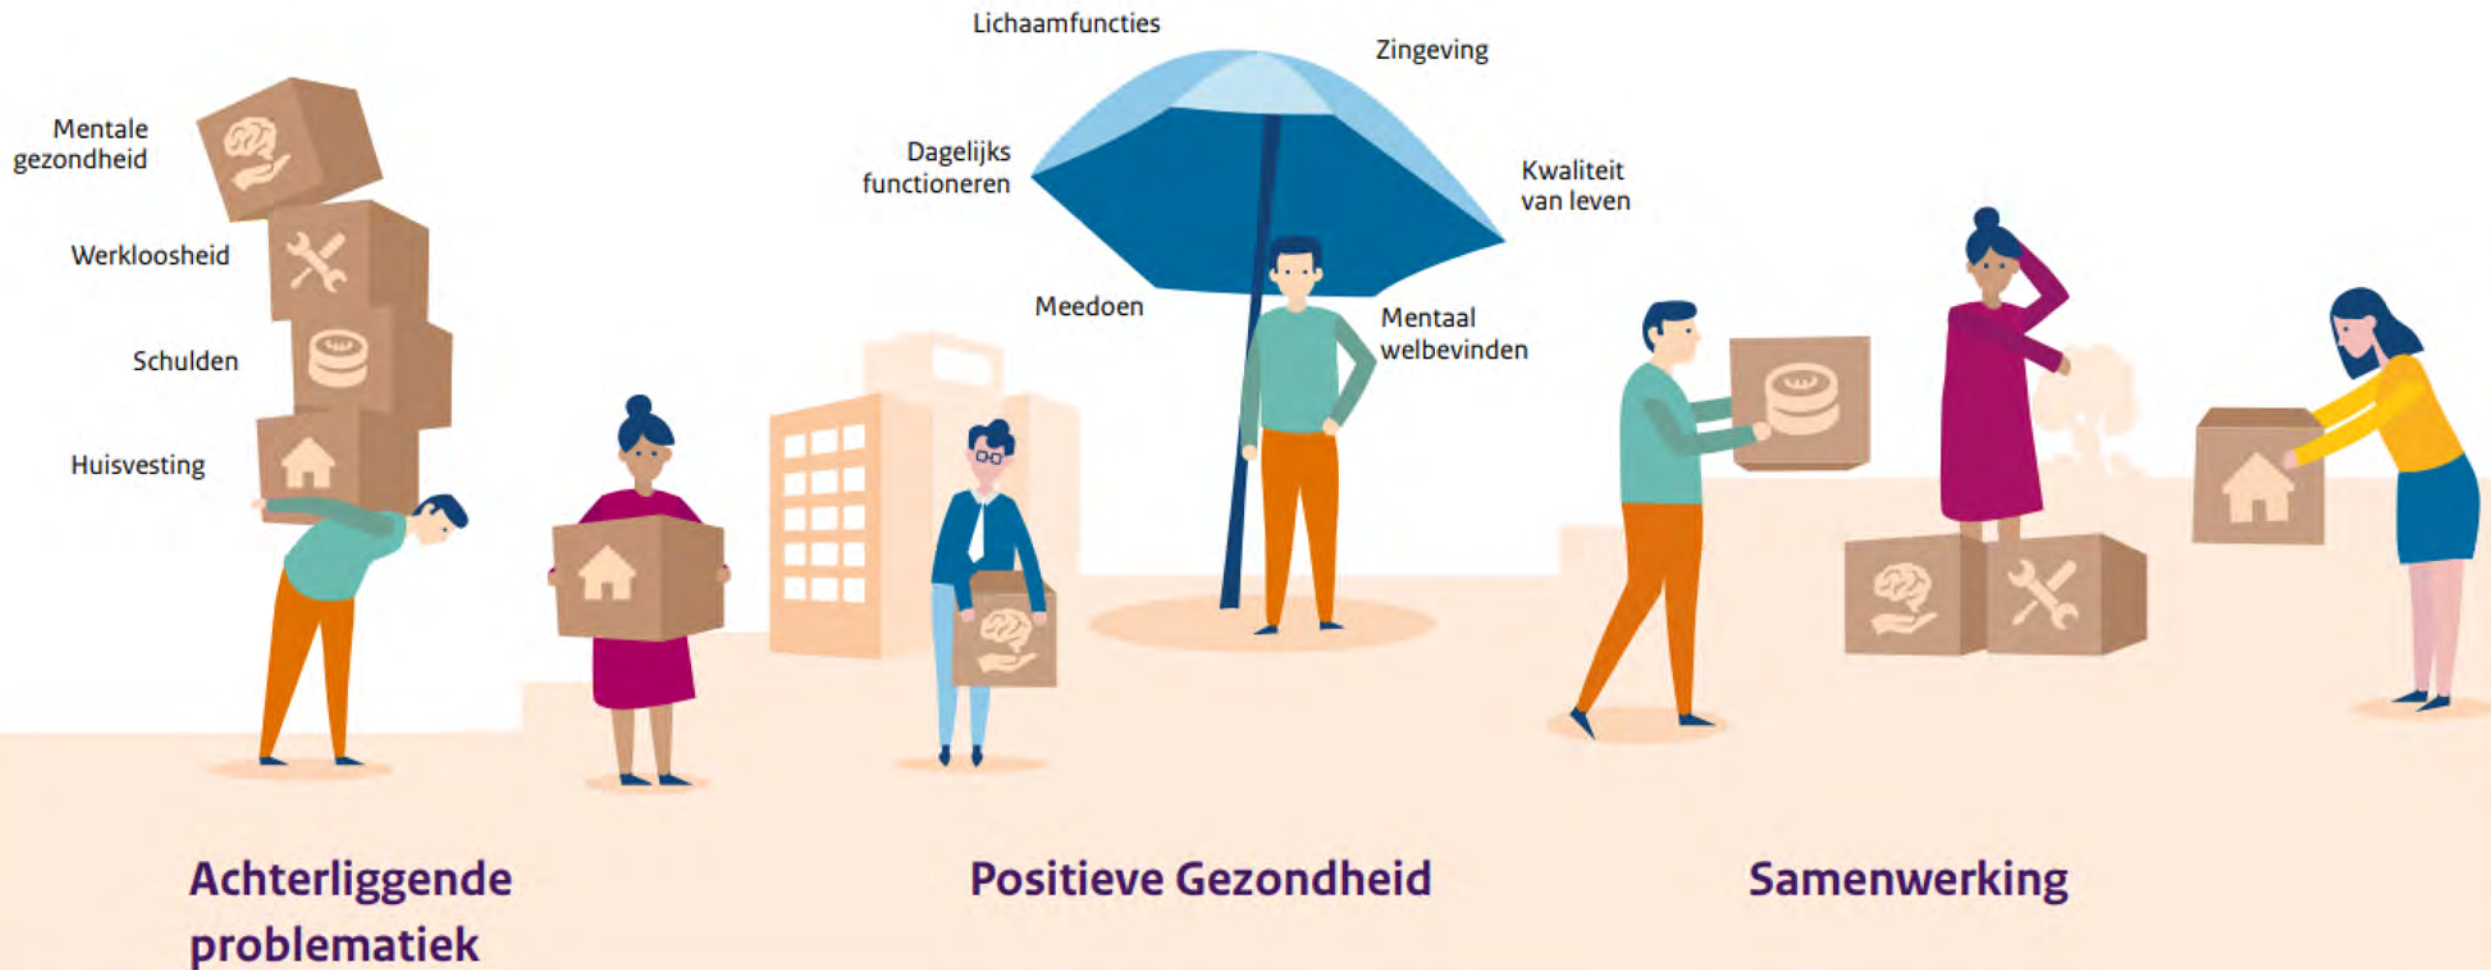 Mentale
gezondheid
Werkloosheid
Schulden
Huisvesting
Lichaamfuncties
Zingeving
Dagelijks
functioneren
Kwaliteit
van leven
Meedoen
Mentaal
welbevinden
Achterliggende
problematiek
Positieve Gezondheid
Samenwerking